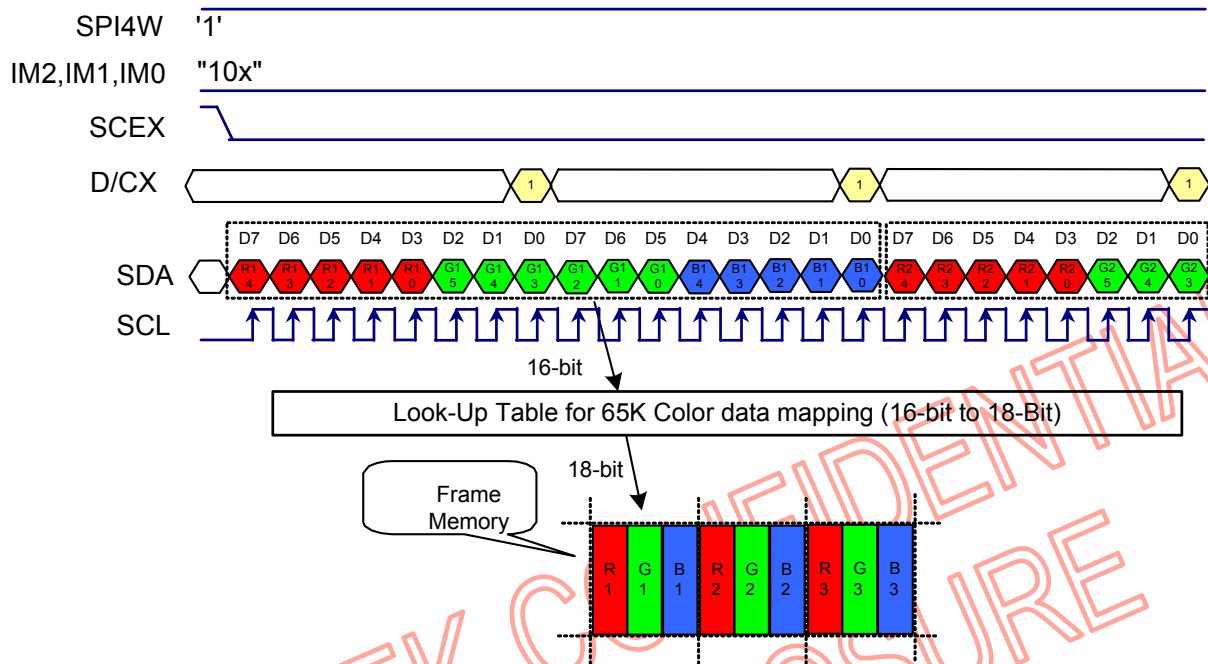 SPI4W '1'
IM2,IM1,IM0 "10x"
SCEX
D/CX 1 1 1
D7 D6 D5 D4 D3 D2 D1 D0 D7 D6 D5 D4 D3 D2 D1 D0 D7 D6 D5 D4 D3 D2 D1 D0
SDA R1 R1 R1 R1 R1 G1 G1 G1 G1 G1 G1 B1 B1 B1 B1 B1 R2 R2 R2 R2 R2 G2 G2 G2
4 3 2 1 0 5 4 3 2 1 0 4 3 2 1 0 4 3 2 1 0 5 4 3
SCL
16-bit
Look-Up Table for 65K Color data mapping (16-bit to 18-Bit)
18-bit
Frame
Memory
R G B R G B R G B
1 1 1 2 2 2 3 3 3